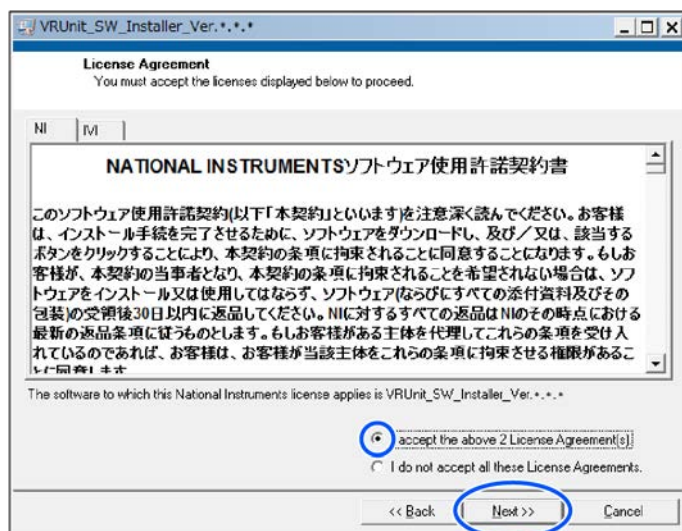 VRUnit_SW_Installer_Ver.*.*.*
License Agreement
You must accept the licenses displayed below to proceed.
NI IVI
NATIONAL INSTRUMENTSソフトウェア使用許諾契約書
このソフトウェア使用許諾契約(以下「本契約」といいます)を注意深く読んでください。お客様
は、インストール手続を完了させるために、ソフトウェアをダウンロードし、及び／又は、該当する
ボタンをクリックすることにより、本契約の条項に拘束されることに同意することになります。もしお
客様が、本契約の当事者となり、本契約の条項に拘束されることを希望されない場合は、ソフ
トウェアをインストール又は使用してはならず、ソフトウェア(ならびにすべての添付資料及びその
包装)の受領後30日以内に返品してください。NIに対するすべての返品はNIのその時点における
最新の返品条項に従うものとします。もしお客様がある主体を代理してこれらの条項を受け入
れているのであれば、お客様は、お客様が当該主体をこれらの条項に拘束させる権限があるこ
とに同意します。
The software to which this National Instruments license applies is VRUnit_SW_Installer_Ver.*.*.*
accept the above 2 License Agreement(s).
I do not accept all these License Agreements.
<< Back Next >> Cancel